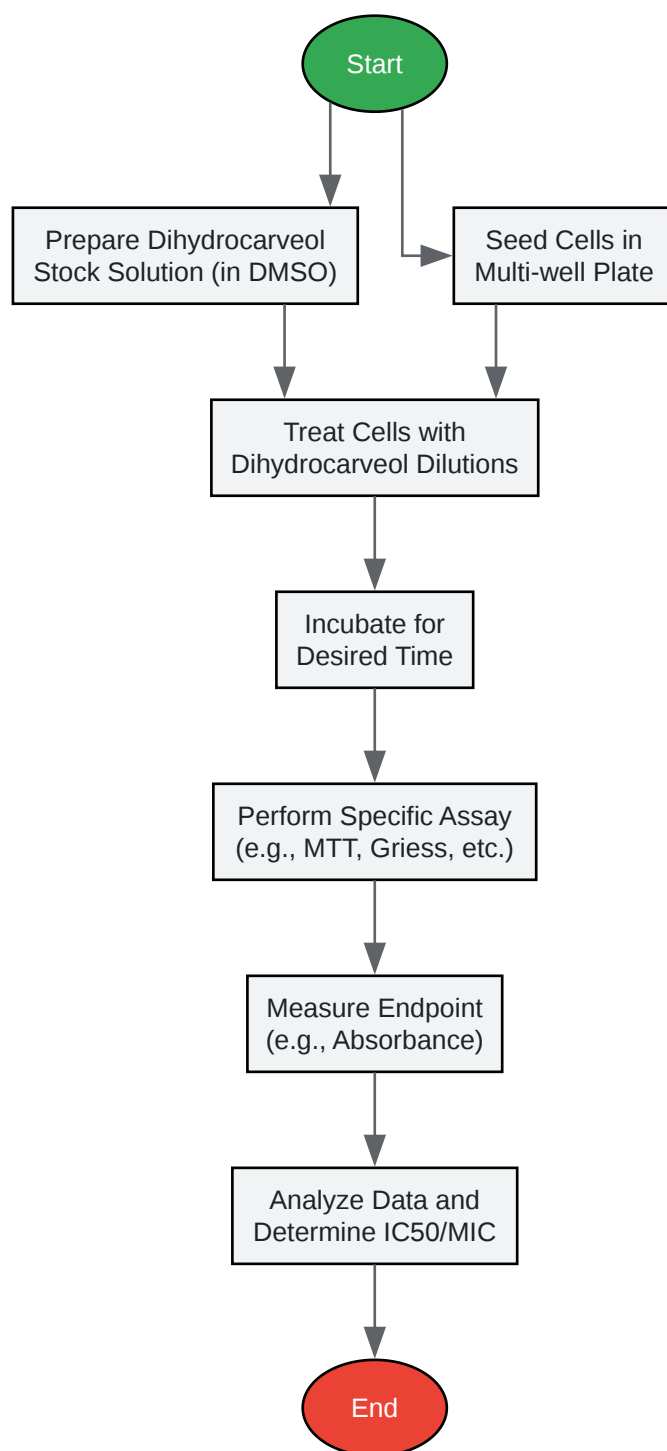 Start
Prepare Dihydrocarveol
Stock Solution (in DMSO)
Seed Cells in
Multi-well Plate
Treat Cells with
Dihydrocarveol Dilutions
Incubate for
Desired Time
Perform Specific Assay
(e.g., MTT, Griess, etc.)
Measure Endpoint
(e.g., Absorbance)
Analyze Data and
Determine IC50/MIC
End